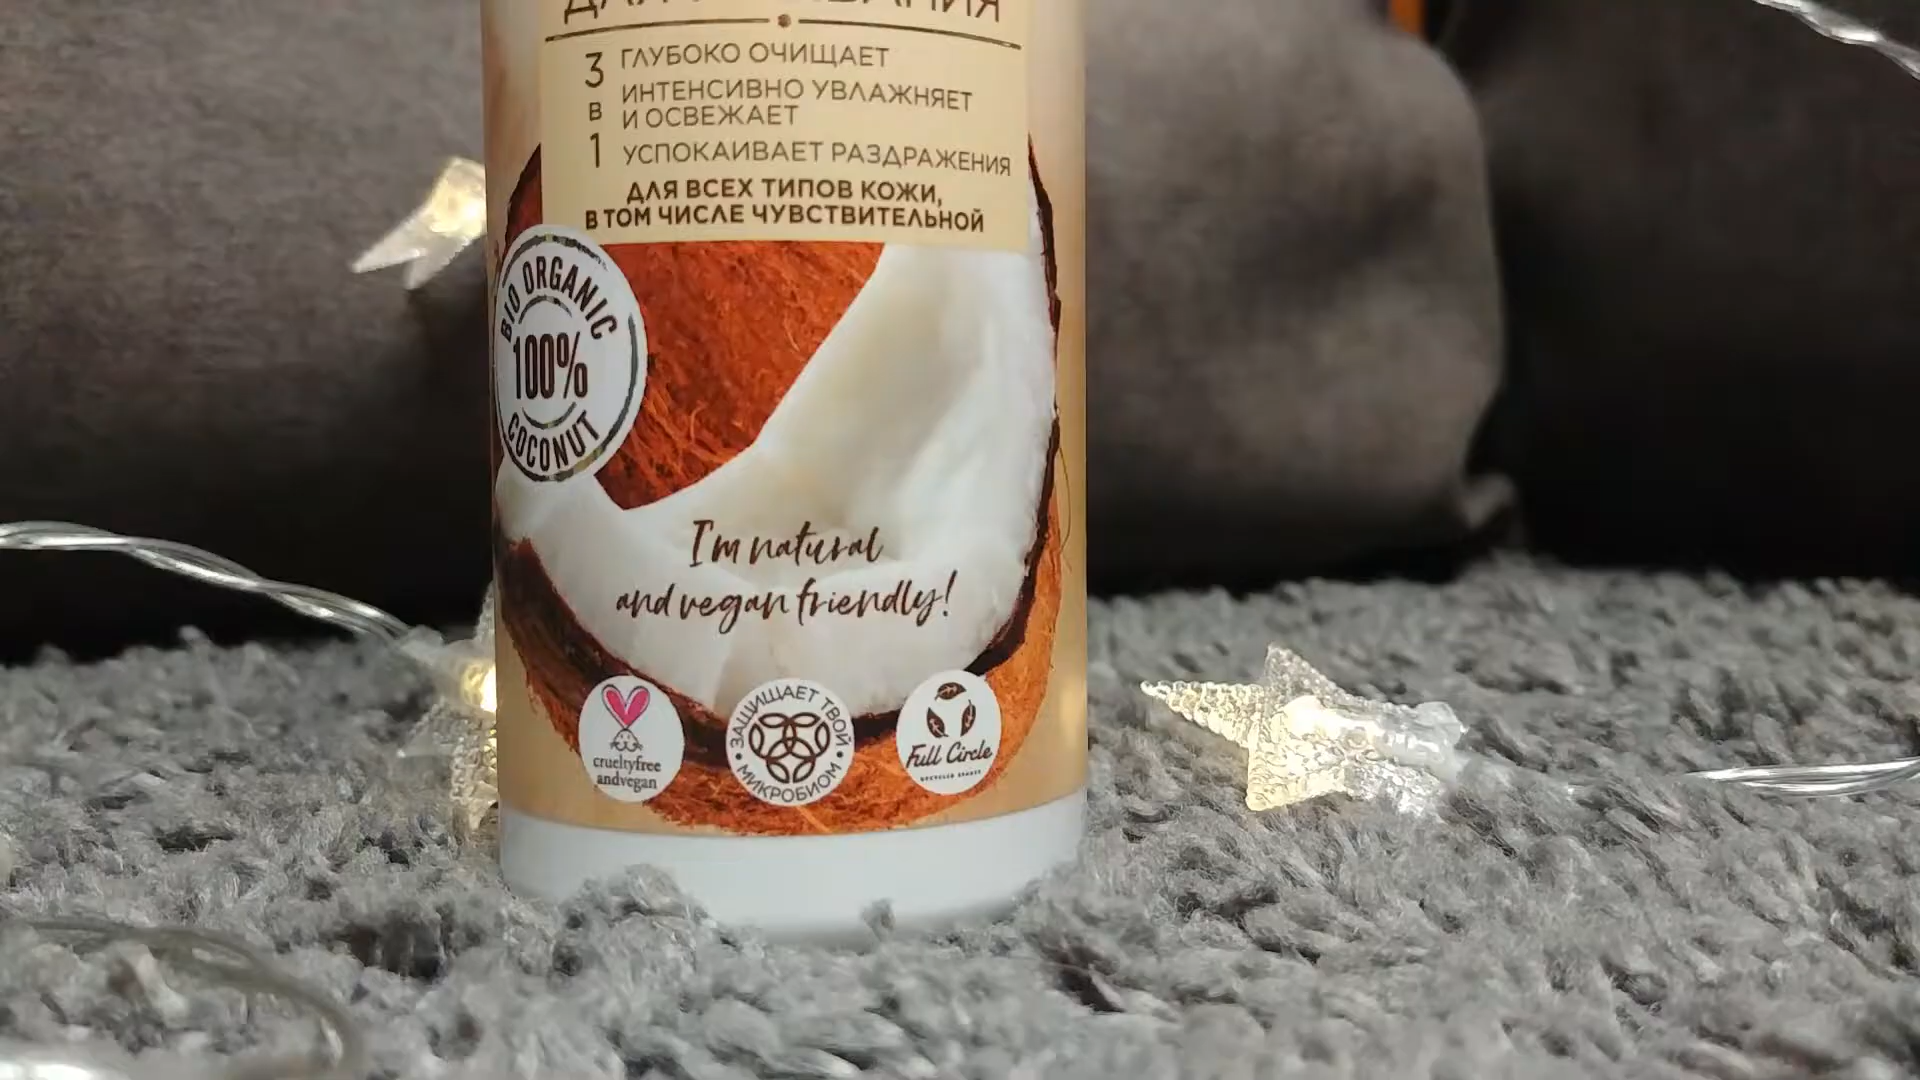 3 в 1
ГЛУБОКО ОЧИЩАЕТ
ИНТЕНСИВНО УВЛАЖНЯЕТ
И ОСВЕЖАЕТ
УСПОКАИВАЕТ РАЗДРАЖЕНИЯ
ДЛЯ ВСЕХ ТИПОВ КОЖИ,
В ТОМ ЧИСЛЕ ЧУВСТВИТЕЛЬНОЙ
BIO ORGANIC
100%
COCONUT
I'm natural
and vegan friendly!
crueltyfree
andvegan
ЗАЩИЩАЕТ ТВОЙ
МИКРОБИОМ
Full Circle